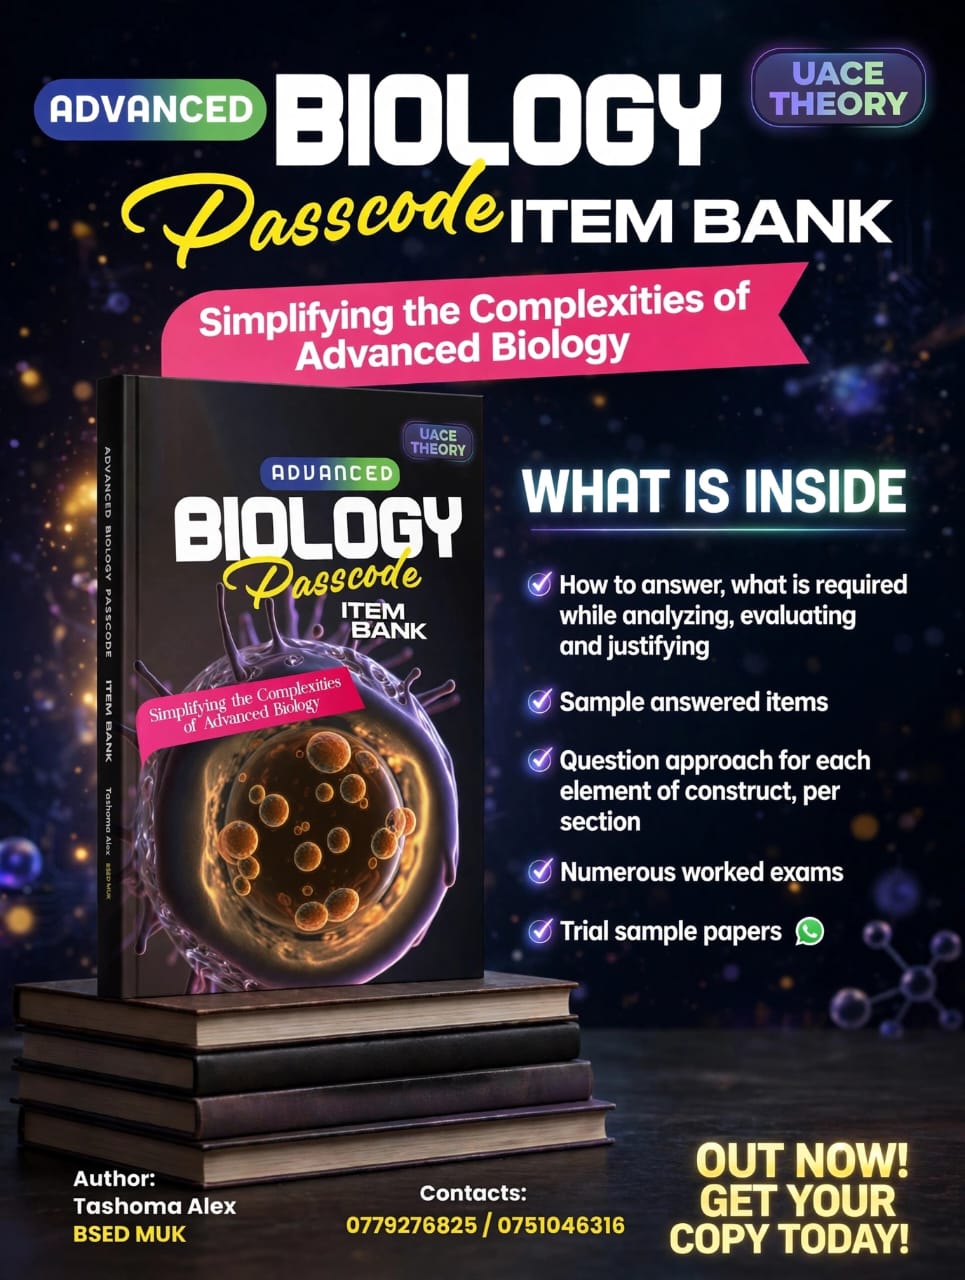 ADVANCED
BIOLOGY
UACE
THEORY
Passcode
ITEM BANK
Simplifying the Complexities of
Advanced Biology
UACE
THEORY
ADVANCED
BIOLOGY
Passcode
ITEM
BANK
Simplifying the Complexities
of Advanced Biology
ADVANCED BIOLOGY PASSCODE ITEM BANK Tashoma Alex BSED MUK
WHAT IS INSIDE
How to answer, what is required
while analyzing, evaluating
and justifying
Sample answered items
Question approach for each
element of construct, per
section
Numerous worked exams
Trial sample papers
Author:
Tashoma Alex
BSED MUK
Contacts:
0779276825 / 0751046316
OUT NOW!
GET YOUR
COPY TODAY!